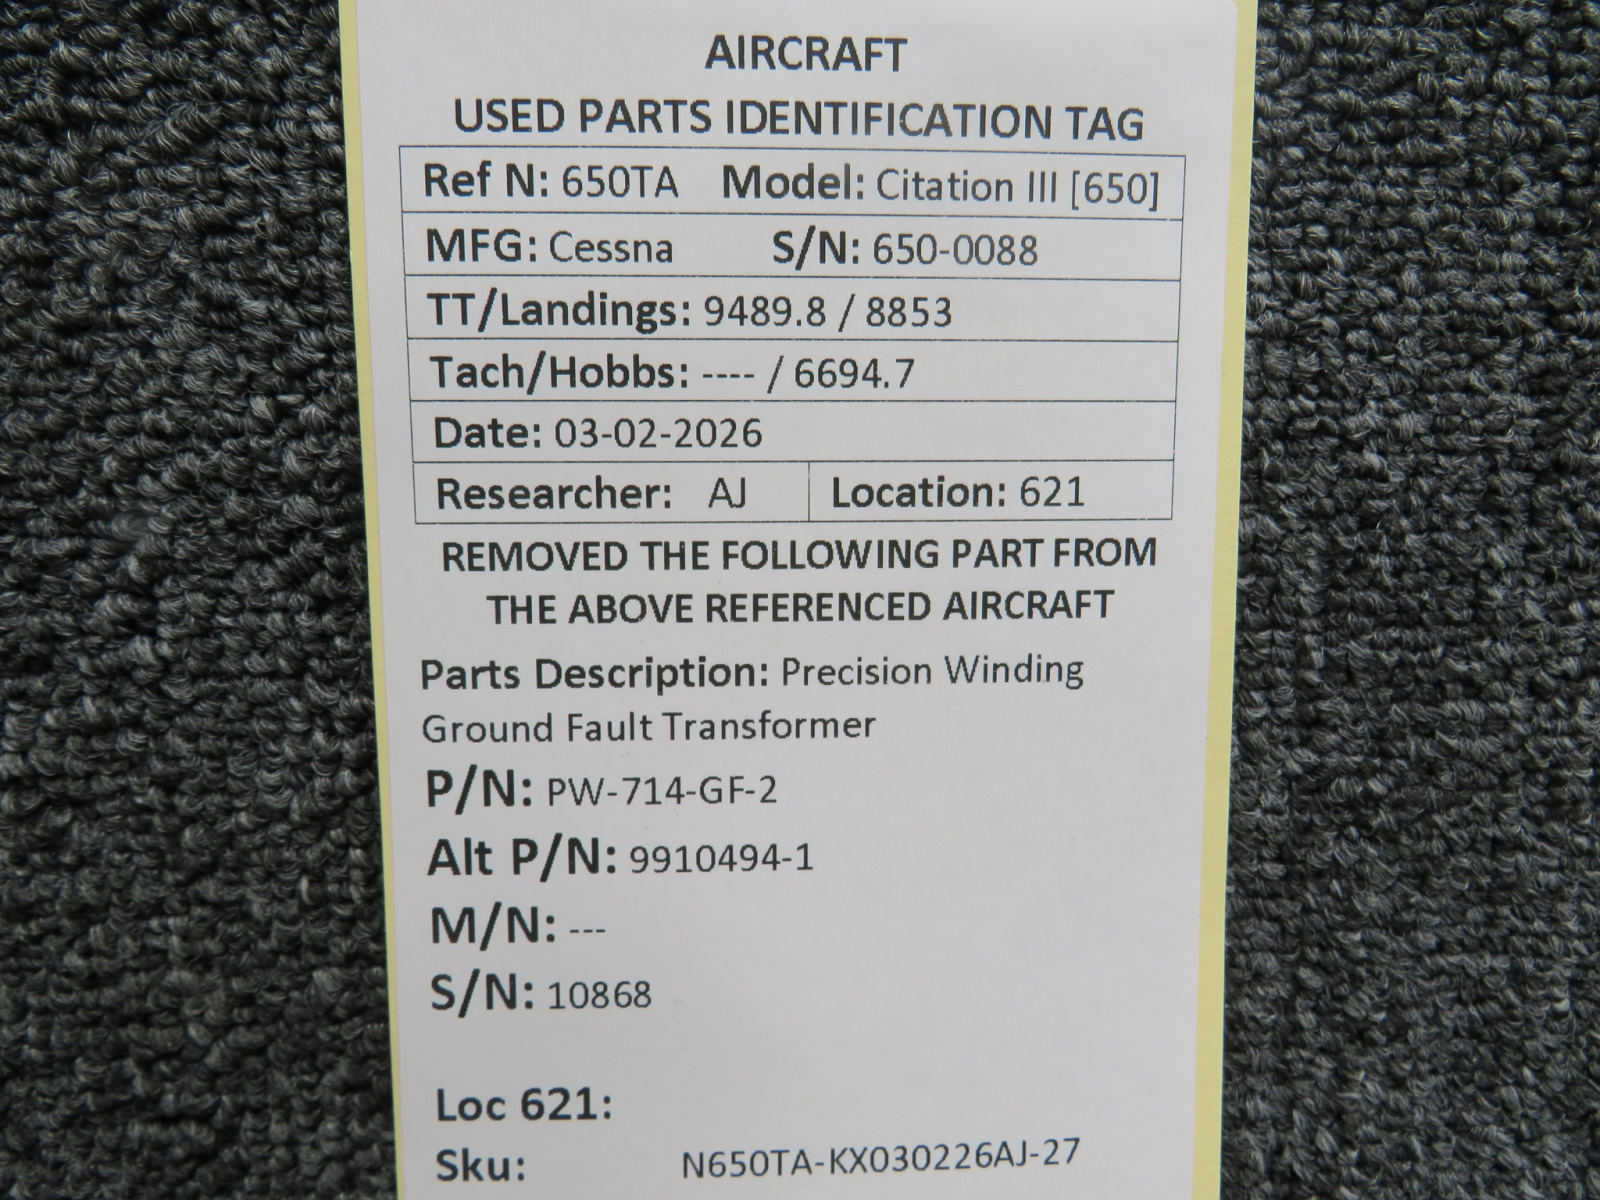 AIRCRAFT
USED PARTS IDENTIFICATION TAG
Ref N: 650TA Model: Citation III [650]
MFG: Cessna S/N: 650-0088
TT/Landings: 9489.8 / 8853
Tach/Hobbs: ---- / 6694.7
Date: 03-02-2026
Researcher: AJ Location: 621
REMOVED THE FOLLOWING PART FROM
THE ABOVE REFERENCED AIRCRAFT
Parts Description: Precision Winding
Ground Fault Transformer
P/N: PW-714-GF-2
Alt P/N: 9910494-1
M/N: ---
S/N: 10868
Loc 621:
Sku: N650TA-KX030226AJ-27